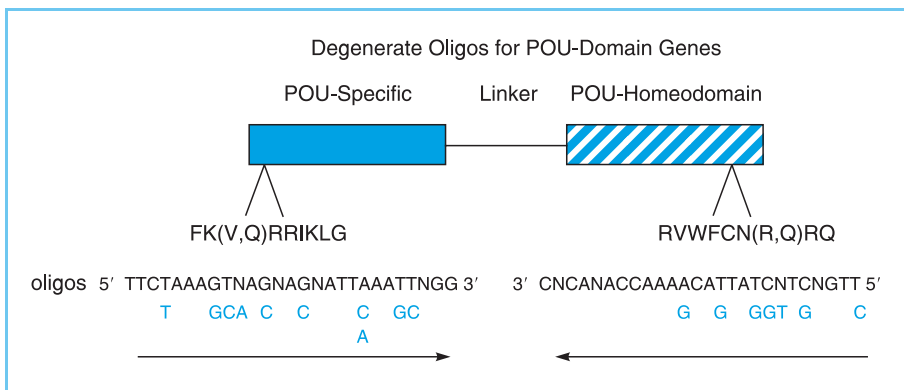 Degenerate Oligos for POU-Domain Genes
POU-Specific Linker POU-Homeodomain
FK(V,Q)RRIKLG RVWFCN(R,Q)RQ
oligos 5′ TTCTAAAGTNAGNAGNATTAAATTNGG 3′ 3′ CNCANACCAAAACATTATCNTCNGTT 5′
T GCA C C C GC G G GGT G C
A